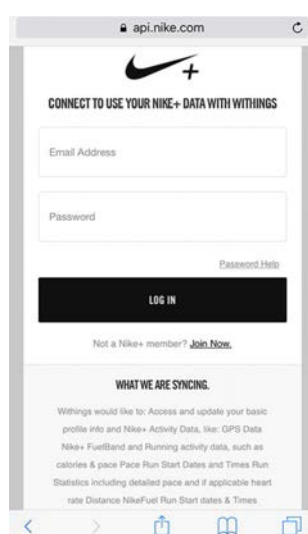 api.nike.com
+
CONNECT TO USE YOUR NIKE+ DATA WITH WITHINGS
Email Address
Password
Password Help
LOG IN
Not a Nike+ member? Join Now.
WHAT WE ARE SYNCING.
Withings would like to: Access and update your basic
profile info and Nike+ Activity Data, like: GPS Data
Nike+ FuelBand and Running activity data, such as
calories & pace Pace Run Start Dates and Times Run
Statistics including detailed pace and if applicable heart
rate Distance NikeFuel Run Start dates & Times